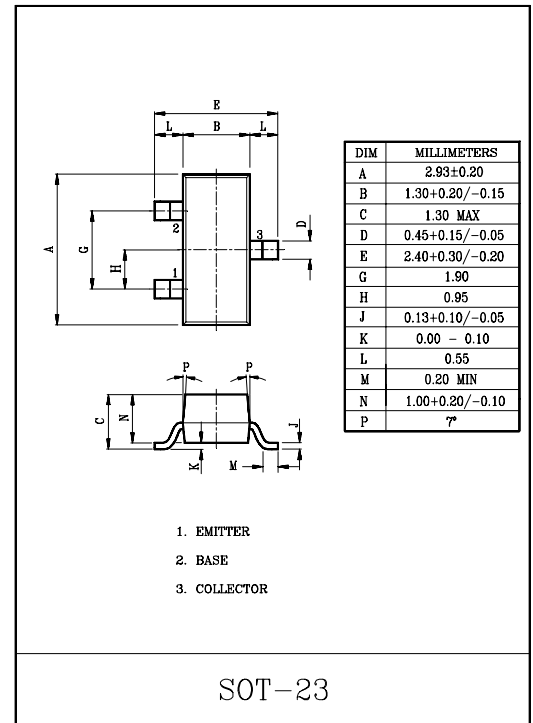 E
L B L
A
G
H
2
1
3
D
P P
C
N
K
M
J
DIM MILLIMETERS
A 2.93±0.20
B 1.30+0.20/−0.15
C 1.30 MAX
D 0.45+0.15/−0.05
E 2.40+0.30/−0.20
G 1.90
H 0.95
J 0.13+0.10/−0.05
K 0.00 − 0.10
L 0.55
M 0.20 MIN
N 1.00+0.20/−0.10
P 7°
1. EMITTER
2. BASE
3. COLLECTOR
SOT−23